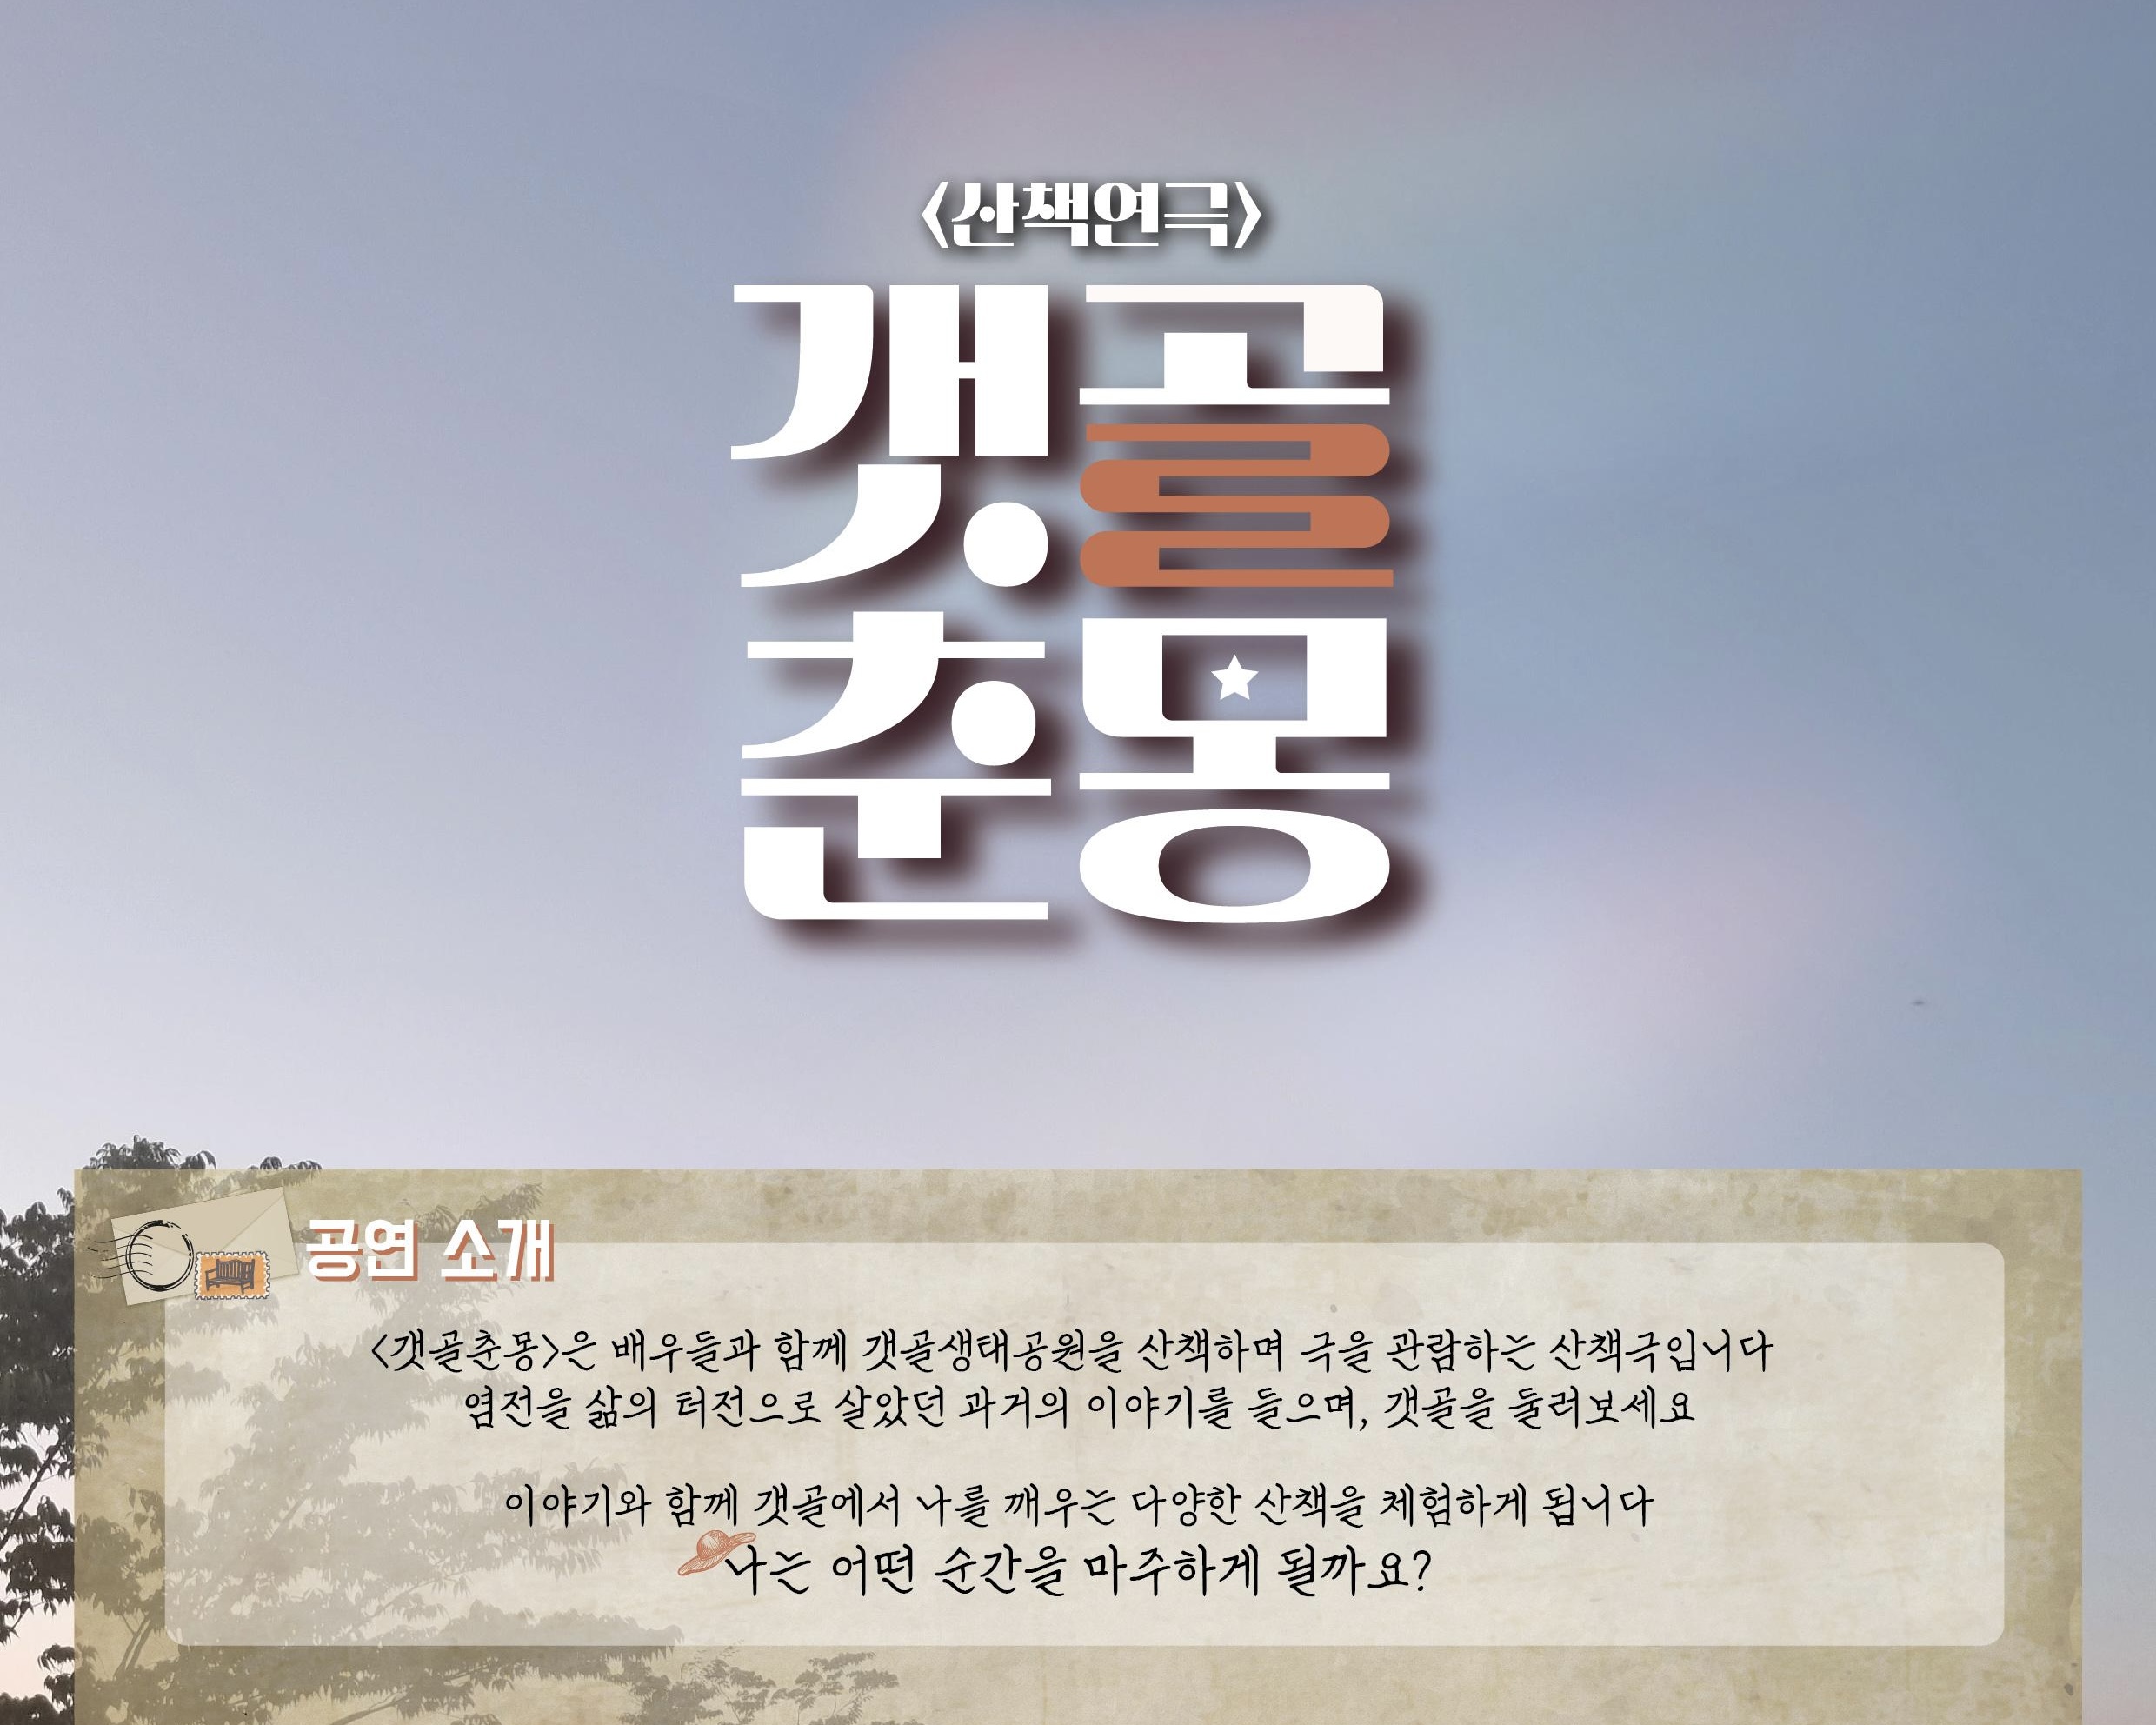 <산책연극>
갯골
춘몽
공연 소개
<갯골춘몽>은 배우들과 함께 갯골생태공원을 산책하며 극을 관람하는 산책극입니다
염전을 삶의 터전으로 살았던 과거의 이야기를 들으며, 갯골을 둘러보세요
이야기와 함께 갯골에서 나를 깨우는 다양한 산책을 체험하게 됩니다
나는 어떤 순간을 마주하게 될까요?